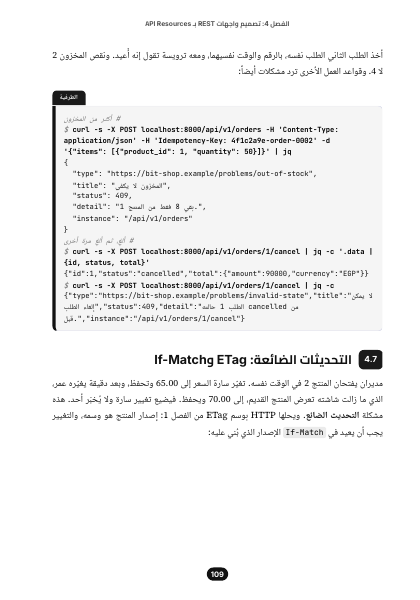 الفصل 4: تصميم واجهات REST بـ API Resources
أخذ الطلب الثاني الطلب نفسه، بالرقم والوقت نفسيهما، ومعه ترويسة تقول إنه أُعيد. ونقص المخزون 2
لا 4. وقواعد العمل الأخرى ترد مشكلات أيضاً:
الطرفية
# أكثر من المخزون
$ curl -s -X POST localhost:8000/api/v1/orders -H 'Content-Type:
application/json' -H 'Idempotency-Key: 4f1c2a9e-order-0002' -d
'{"items": [{"product_id": 1, "quantity": 50}]}' | jq
{
"type": "https://bit-shop.example/problems/out-of-stock",
"title": "المخزون لا يكفي",
"status": 409,
"detail": "بقي 8 فقط من المنتج 1.",
"instance": "/api/v1/orders"
}
# ألغِ، ثم ألغِ مرة أخرى
$ curl -s -X POST localhost:8000/api/v1/orders/1/cancel | jq -c '.data |
{id, status, total}'
{"id":1,"status":"cancelled","total":{"amount":90000,"currency":"EGP"}}
$ curl -s -X POST localhost:8000/api/v1/orders/1/cancel | jq -c
{"type":"https://bit-shop.example/problems/invalid-state","title":"لا يمكن
إلغاء الطلب","status":409,"detail":"الطلب 1 حالته cancelled من
قبل.","instance":"/api/v1/orders/1/cancel"}
4.7 التحديثات الضائعة: ETag وIf-Match
مديران يفتحان المنتج 2 في الوقت نفسه. تغيّر سارة السعر إلى 65.00 وتحفظ، وبعد دقيقة يغيّره عمر،
الذي ما زالت شاشته تعرض المنتج القديم، إلى 70.00 ويحفظ. فيضيع تغيير سارة ولا يُخبَر أحد. هذه
مشكلة التحديث الضائع. ويحلها HTTP بوسم ETag من الفصل 1: إصدار المنتج هو وسمه، والتغيير
يجب أن يعيد في If-Match الإصدار الذي بُني عليه:
109